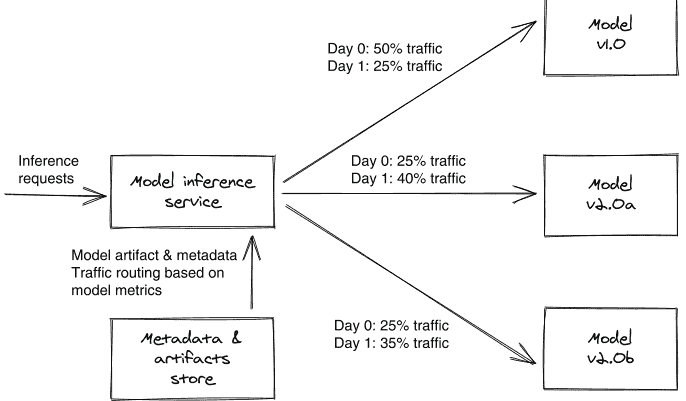 Model
v1.0
Day 0: 50% traffic
Day 1: 25% traffic
Inference
requests
Model inference
service
Day 0: 25% traffic
Day 1: 40% traffic
Model
v2.0a
Model artifact & metadata
Traffic routing based on
model metrics
Metadata &
artifacts
store
Day 0: 25% traffic
Day 1: 35% traffic
Model
v2.0b